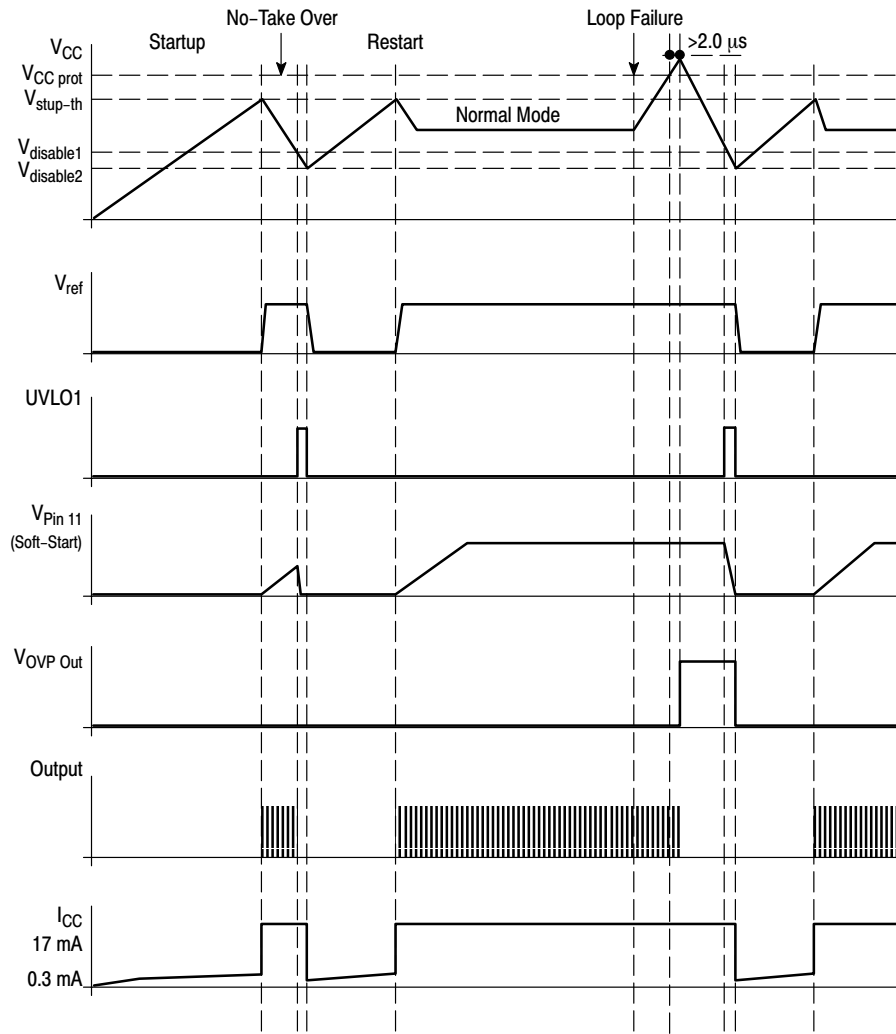 No–Take Over
Loop Failure
Startup
Restart
>2.0 μs
VCC
VCC prot
Vstup–th
Normal Mode
Vdisable1
Vdisable2
Vref
UVLO1
VPin 11
(Soft–Start)
VOVP Out
Output
ICC
17 mA
0.3 mA